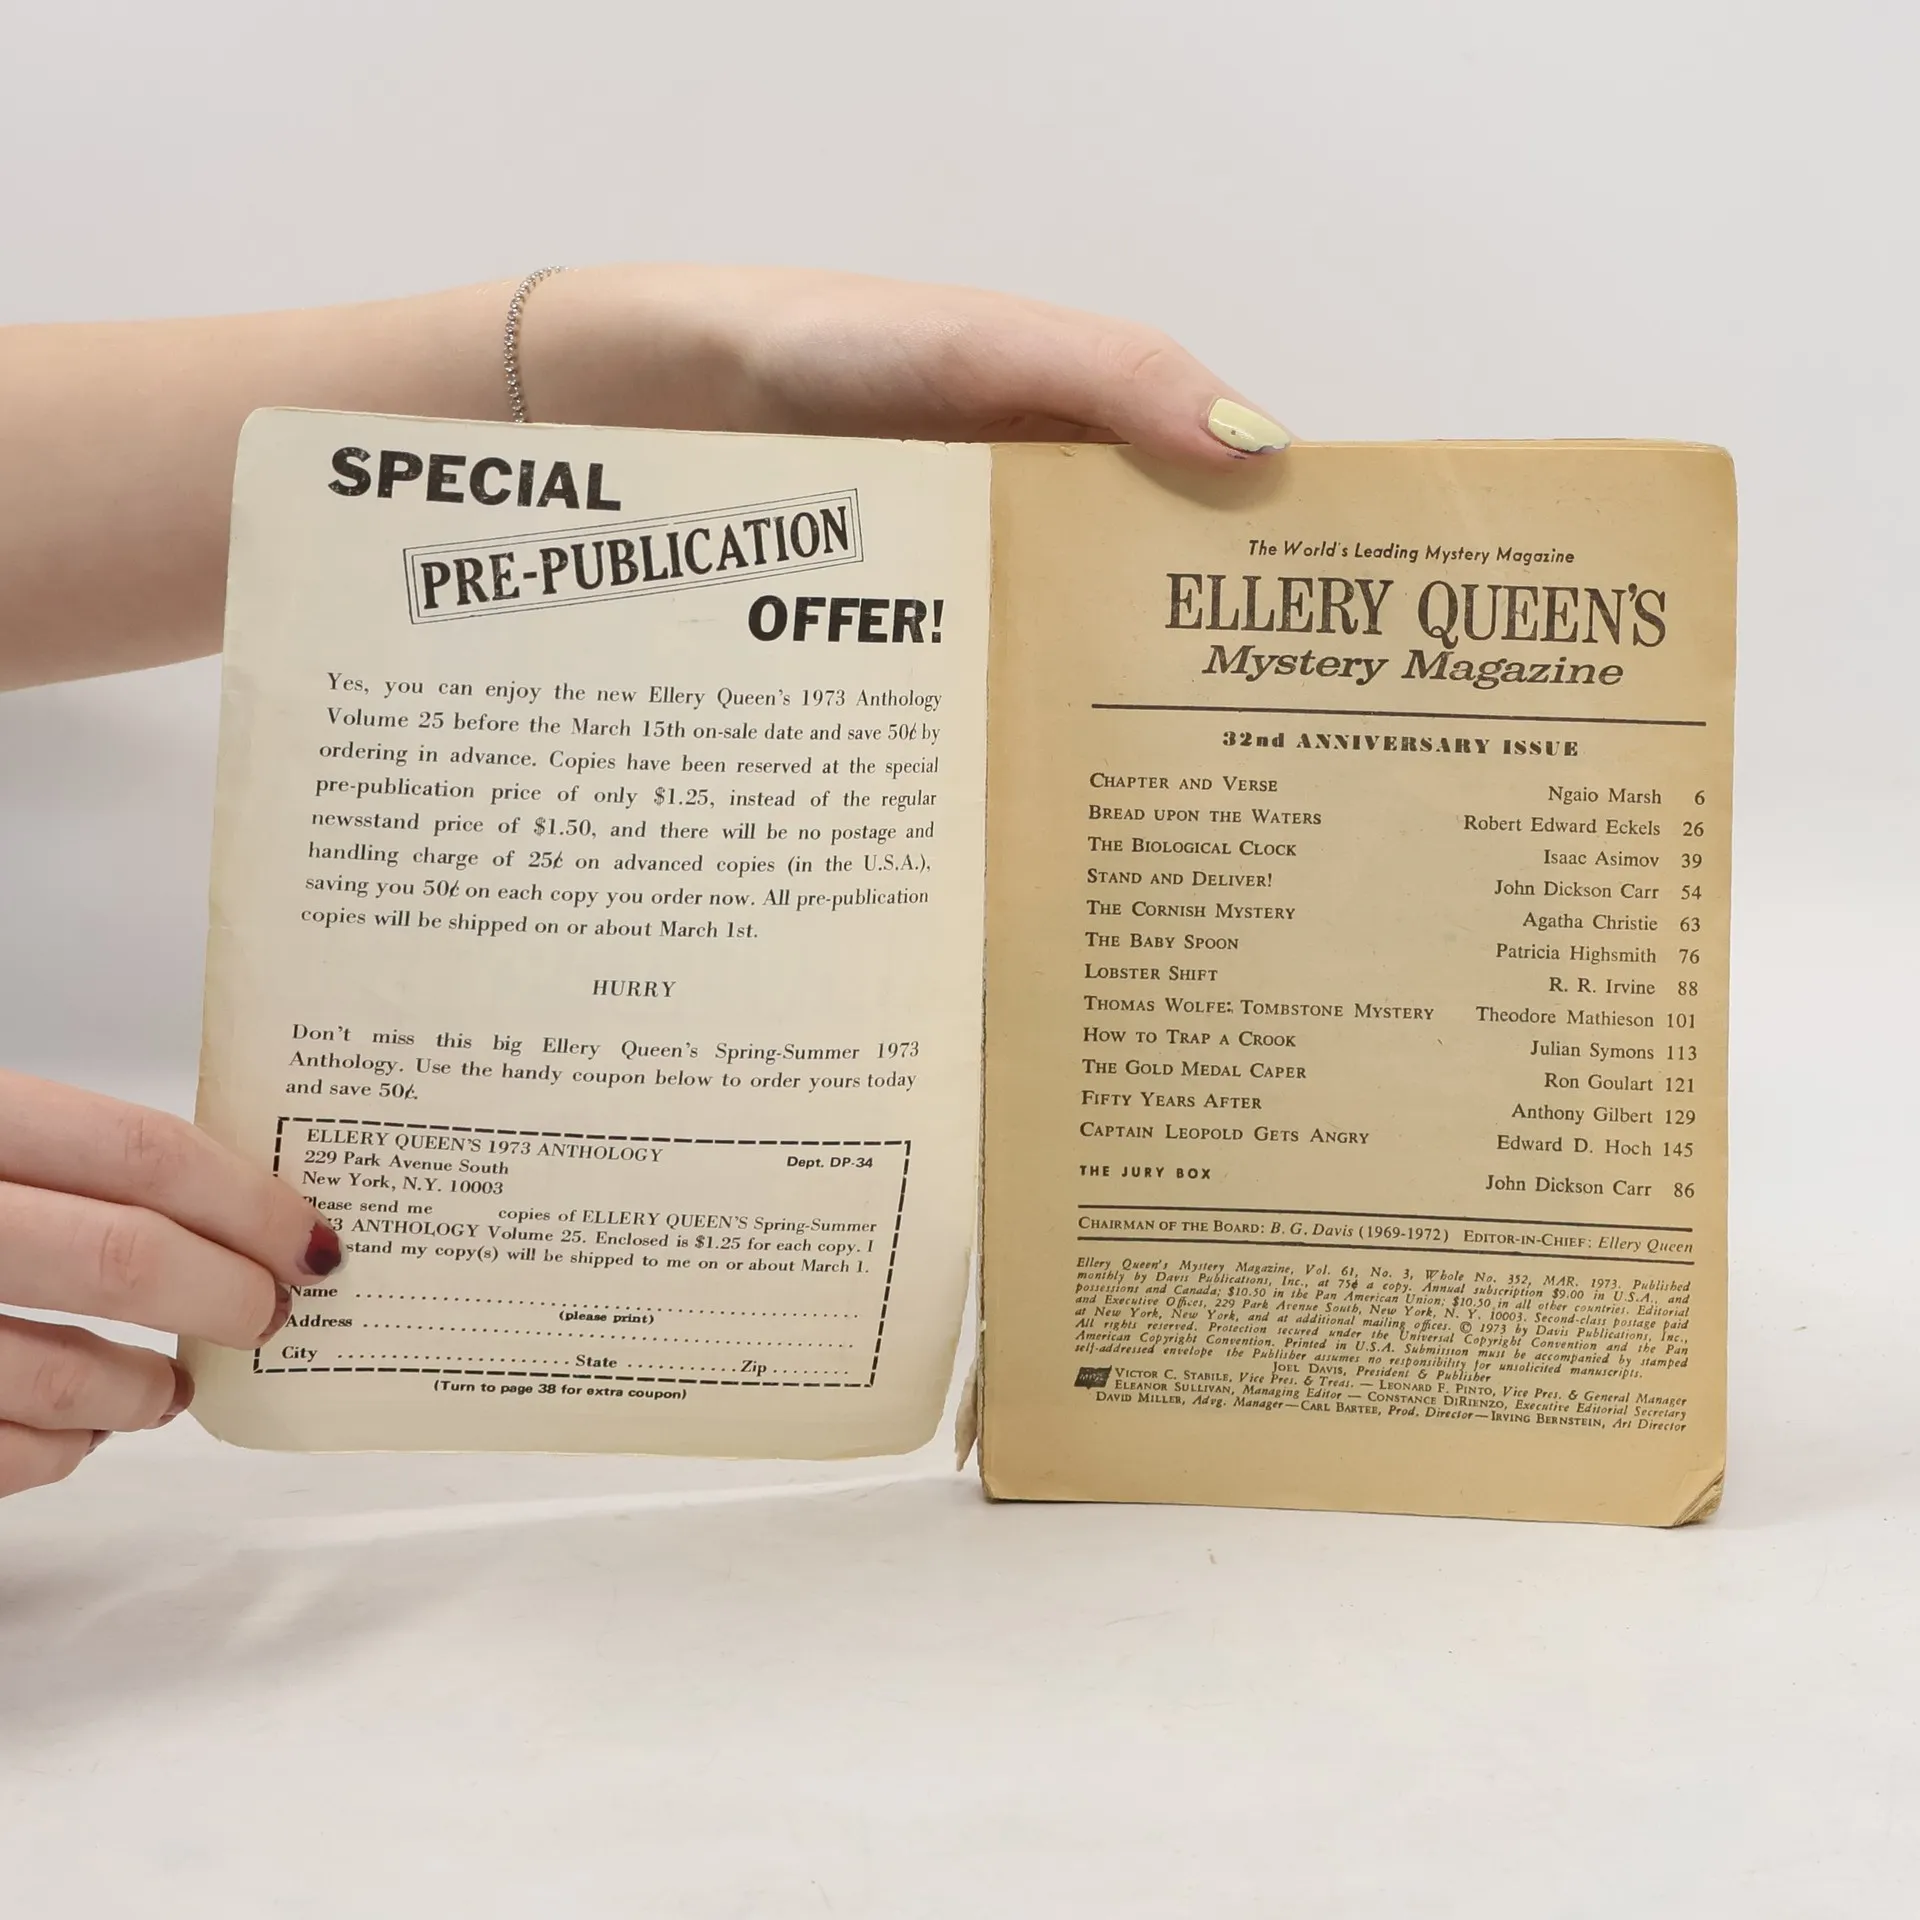 SPECIAL
PRE-PUBLICATION
OFFER!
Yes, you can enjoy the new Ellery Queen's 1973 Anthology
Volume 25 before the March 15th on-sale date and save 50¢ by
ordering in advance. Copies have been reserved at the special
pre-publication price of only $1.25, instead of the regular
newsstand price of $1.50, and there will be no postage and
handling charge of 25¢ on advanced copies (in the U.S.A.),
saving you 50¢ on each copy you order now. All pre-publication
copies will be shipped on or about March 1st.
HURRY
Don't miss this big Ellery Queen's Spring-Summer 1973
Anthology. Use the handy coupon below to order yours today
and save 50¢.
ELLERY QUEEN'S 1973 ANTHOLOGY
229 Park Avenue South Dept. DP-34
New York, N.Y. 10003
Please send me copies of ELLERY QUEEN'S Spring-Summer
3 ANTHOLOGY Volume 25. Enclosed is $1.25 for each copy. I
stand my copy(s) will be shipped to me on or about March 1.
Name
(please print)
Address
City State Zip
(Turn to page 38 for extra coupon)
The World's Leading Mystery Magazine
ELLERY QUEEN'S
Mystery Magazine
32nd ANNIVERSARY ISSUE
CHAPTER AND VERSE Ngaio Marsh 6
BREAD UPON THE WATERS Robert Edward Eckels 26
THE BIOLOGICAL CLOCK Isaac Asimov 39
STAND AND DELIVER! John Dickson Carr 54
THE CORNISH MYSTERY Agatha Christie 63
THE BABY SPOON Patricia Highsmith 76
LOBSTER SHIFT R. R. Irvine 88
THOMAS WOLFE: TOMBSTONE MYSTERY Theodore Mathieson 101
HOW TO TRAP A CROOK Julian Symons 113
THE GOLD MEDAL CAPER Ron Goulart 121
FIFTY YEARS AFTER Anthony Gilbert 129
CAPTAIN LEOPOLD GETS ANGRY Edward D. Hoch 145
THE JURY BOX John Dickson Carr 86
CHAIRMAN OF THE BOARD: B. G. Davis (1969-1972) EDITOR-IN-CHIEF: Ellery Queen
Ellery Queen's Mystery Magazine, Vol. 61, No. 3, Whole No. 352, MAR. 1973. Published
monthly by Davis Publications, Inc., at 75¢ a copy. Annual subscription $9.00 in U.S.A., and
possessions and Canada; $10.50 in the Pan American Union; $10.50 in all other countries. Editorial
and Executive Offices, 229 Park Avenue South, New York, N. Y. 10003. Second-class postage paid
at New York, New York, and at additional mailing offices. © 1973 by Davis Publications, Inc.,
All rights reserved. Protection secured under the Universal Copyright Convention and the Pan
American Copyright Convention. Printed in U.S.A. Submission must be accompanied by stamped
self-addressed envelope the Publisher assumes no responsibility for unsolicited manuscripts.
JOEL DAVIS, President & Publisher
VICTOR C. STABILE, Vice Pres. & Treas. — LEONARD F. PINTO, Vice Pres. & General Manager
ELEANOR SULLIVAN, Managing Editor — CONSTANCE DIRIENZO, Executive Editorial Secretary
DAVID MILLER, Advg. Manager—CARL BARTEE, Prod. Director—IRVING BERNSTEIN, Art Director